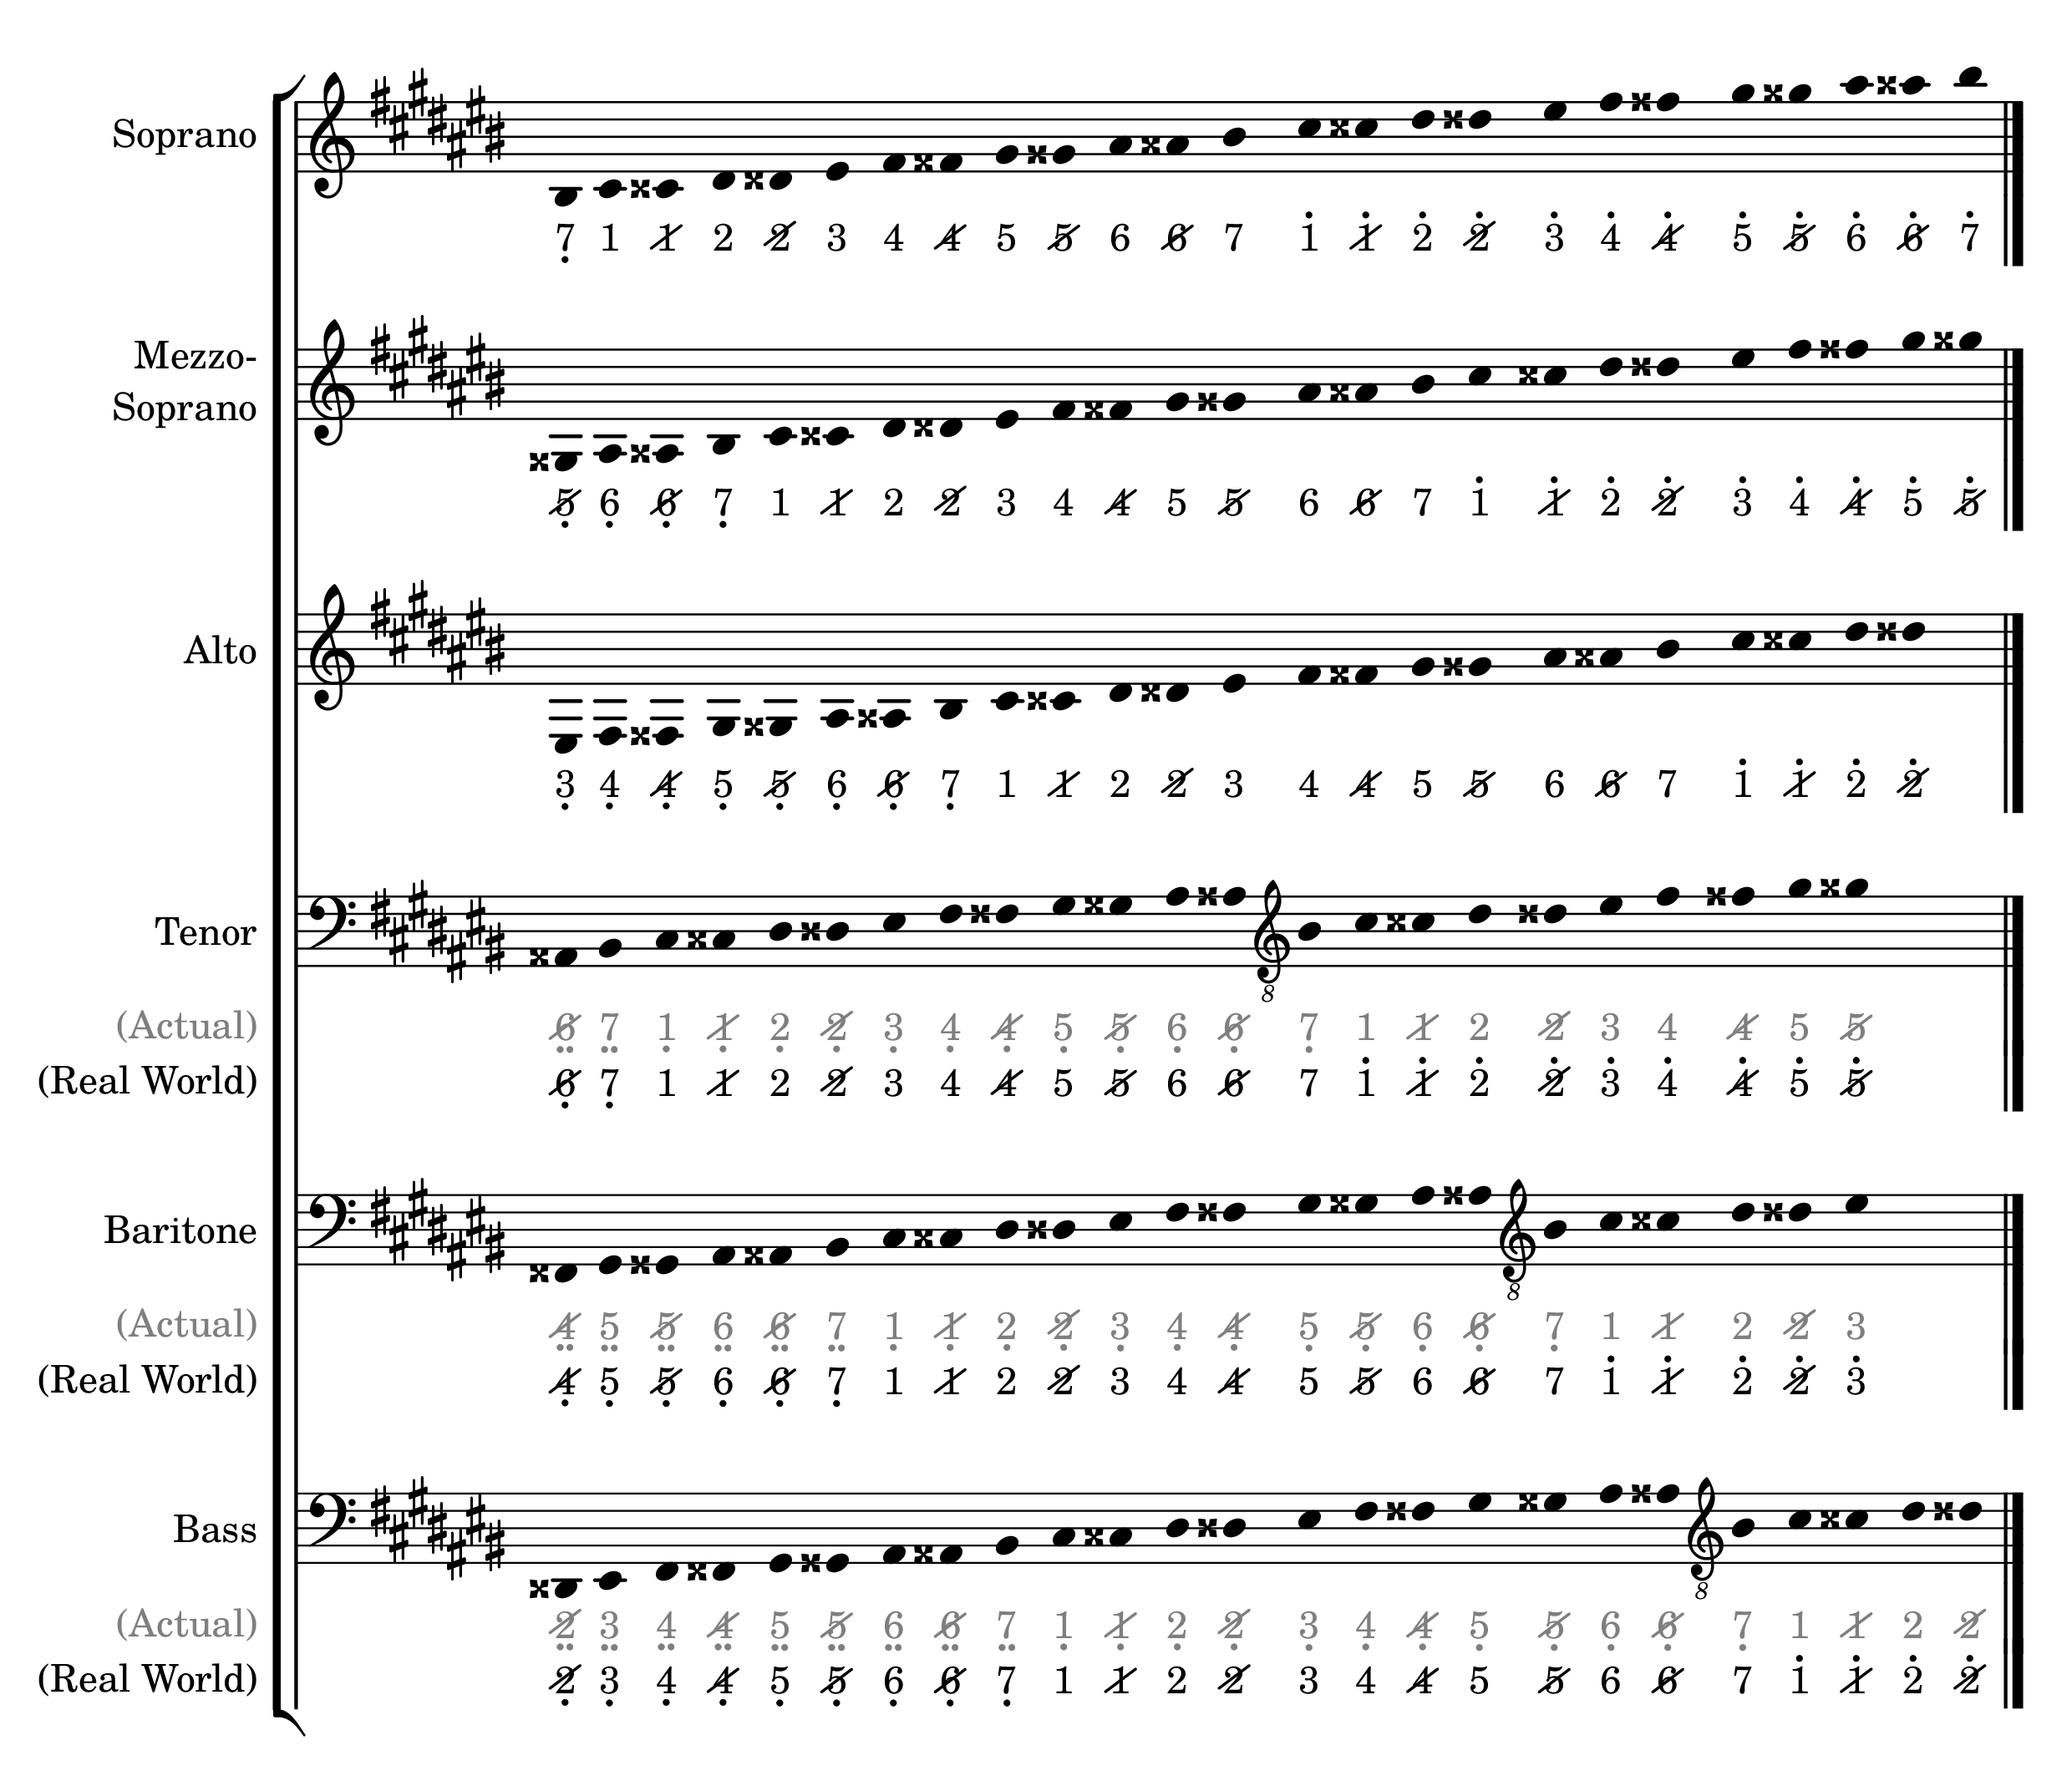 Soprano
7̣ 1 1̸ 2 2̸ 3 4 4̸ 5 5̸ 6 6̸ 7 1̇ 1̸̇ 2̇ 2̸̇ 3̇ 4̇ 4̸̇ 5̇ 5̸̇ 6̇ 6̸̇ 7̇
Mezzo-
Soprano
5̸̣ 6̣ 6̸̣ 7̣ 1 1̸ 2 2̸ 3 4 4̸ 5 5̸ 6 6̸ 7 1̇ 1̸̇ 2̇ 2̸̇ 3̇ 4̇ 4̸̇ 5̇ 5̸̇
Alto
3̣ 4̣ 4̸̣ 5̣ 5̸̣ 6̣ 6̸̣ 7̣ 1 1̸ 2 2̸ 3 4 4̸ 5 5̸ 6 6̸ 7 1̇ 1̸̇ 2̇ 2̸̇
Tenor
8
(Actual) 6̸̤ 7̤ 1̣ 1̸̣ 2̣ 2̸̣ 3̣ 4̣ 4̸̣ 5̣ 5̸̣ 6̣ 6̸̣ 7̣ 1 1̸ 2 2̸ 3 4 4̸ 5 5̸
(Real World) 6̸̣ 7̣ 1 1̸ 2 2̸ 3 4 4̸ 5 5̸ 6 6̸ 7 1̇ 1̸̇ 2̇ 2̸̇ 3̇ 4̇ 4̸̇ 5̇ 5̸̇
Baritone
8
(Actual) 4̸̤ 5̤ 5̸̤ 6̤ 6̸̤ 7̤ 1̣ 1̸̣ 2̣ 2̸̣ 3̣ 4̣ 4̸̣ 5̣ 5̸̣ 6̣ 6̸̣ 7̣ 1 1̸ 2 2̸ 3
(Real World) 4̸̣ 5̣ 5̸̣ 6̣ 6̸̣ 7̣ 1 1̸ 2 2̸ 3 4 4̸ 5 5̸ 6 6̸ 7 1̇ 1̸̇ 2̇ 2̸̇ 3̇
Bass
8
(Actual) 2̸̤ 3̤ 4̤ 4̸̤ 5̤ 5̸̤ 6̤ 6̸̤ 7̤ 1̣ 1̸̣ 2̣ 2̸̣ 3̣ 4̣ 4̸̣ 5̣ 5̸̣ 6̣ 6̸̣ 7̣ 1 1̸ 2 2̸
(Real World) 2̸̣ 3̣ 4̣ 4̸̣ 5̣ 5̸̣ 6̣ 6̸̣ 7̣ 1 1̸ 2 2̸ 3 4 4̸ 5 5̸ 6 6̸ 7 1̇ 1̸̇ 2̇ 2̸̇